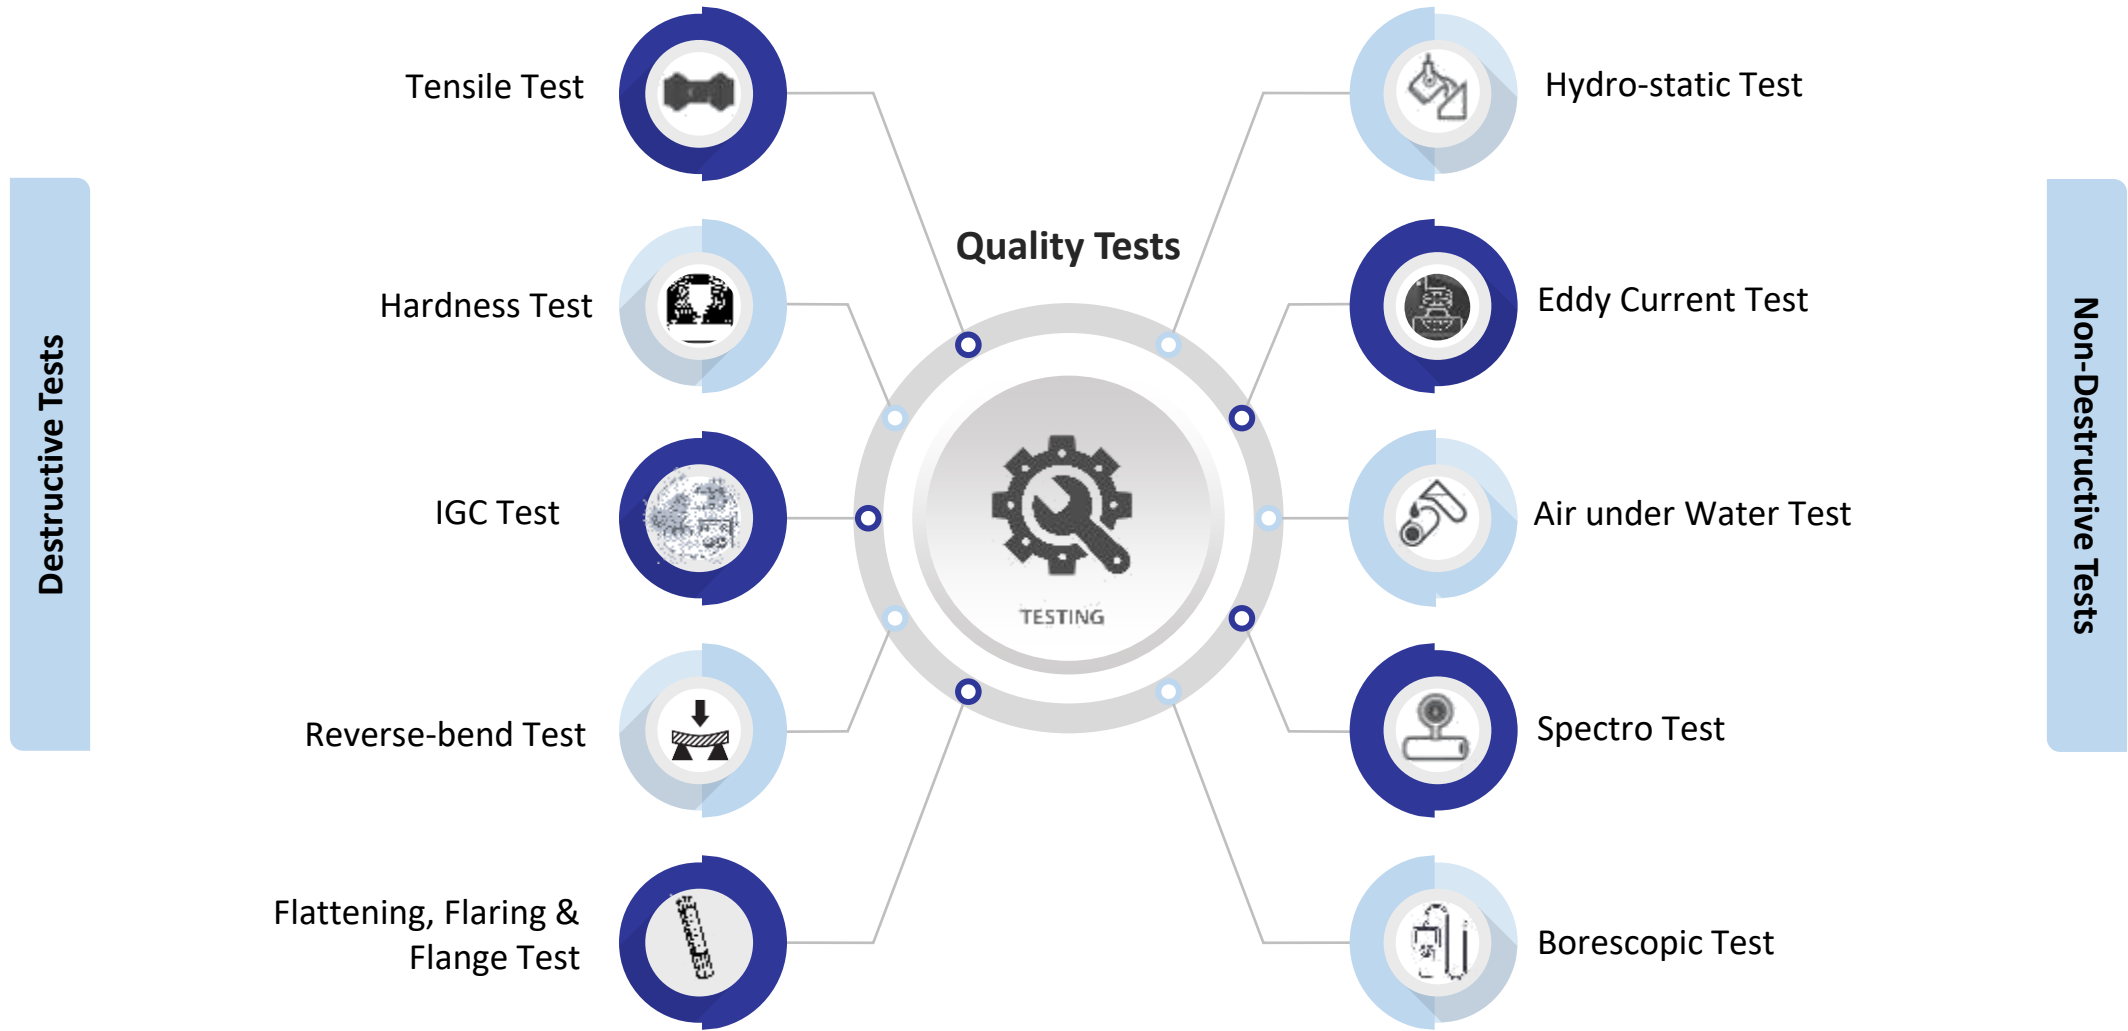 Destructive Tests
Tensile Test
Hardness Test
IGC Test
Reverse-bend Test
Flattening, Flaring &
Flange Test
Quality Tests
TESTING
Hydro-static Test
Eddy Current Test
Air under Water Test
Spectro Test
Borescopic Test
Non-Destructive Tests